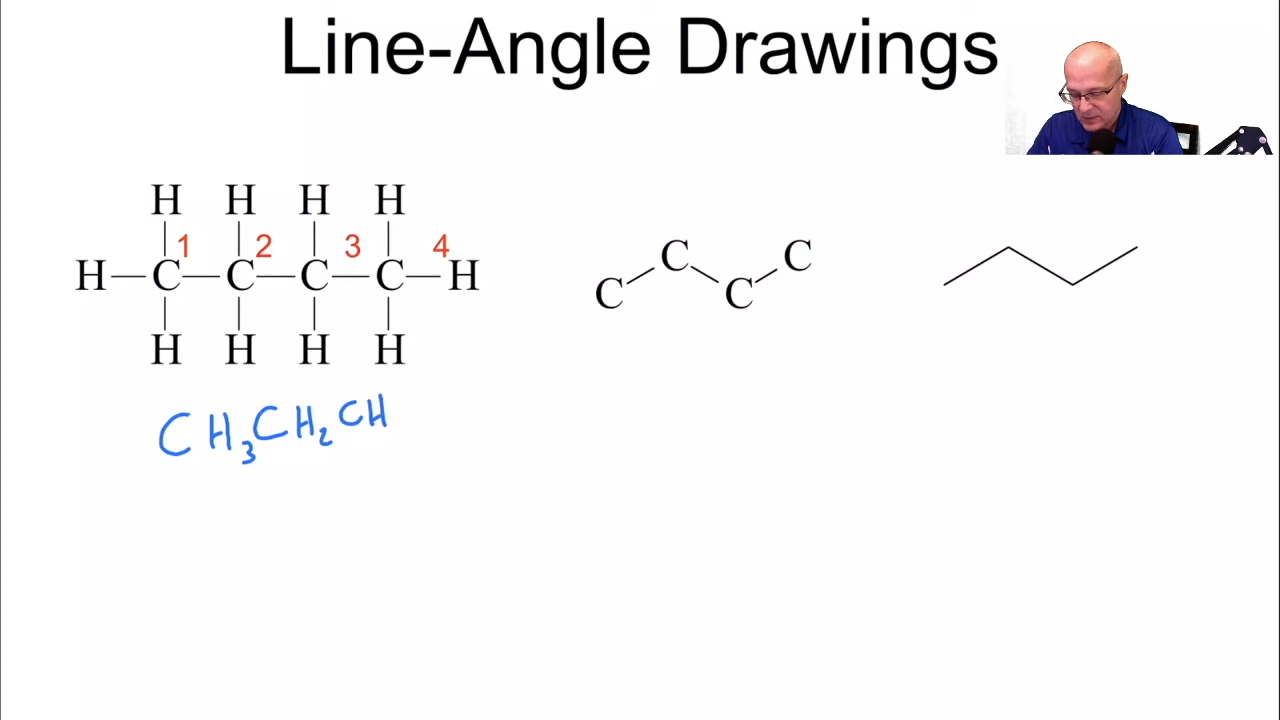 Line-Angle Drawings
H H H H
1 2 3 4
H C C C C H
H H H H
C C C C
CH₃CH₂CH